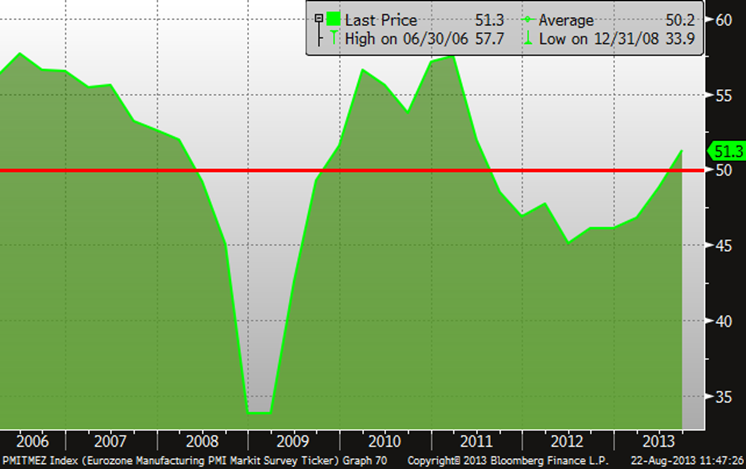 Last Price 51.3 Average 50.2
High on 06/30/06 57.7 Low on 12/31/08 33.9
60
55
51.3
50
45
40
35
2006 2007 2008 2009 2010 2011 2012 2013
PMITMEZ Index (Eurozone Manufacturing PMI Markit Survey Ticker) Graph 70 Copyright© 2013 Bloomberg Finance L.P. 22-Aug-2013 11:47:26